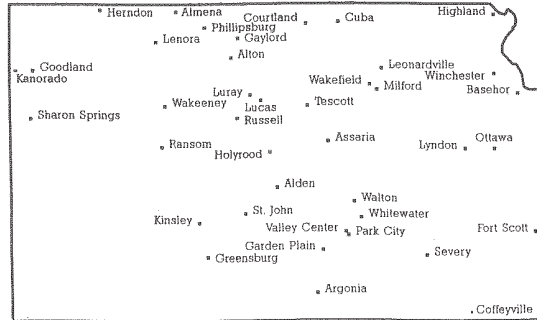 Herndon
Almena
Courtland
Cuba
Highland
Phillipsburg
Lenora
Gaylord
Alton
Goodland
Kanorado
Leonardville
Winchester
Wakefield
Milford
Basehor
Luray
Lucas
Wakeeney
Tescott
Sharon Springs
Russell
Assaria
Ottawa
Ransom
Lyndon
Holyrood
Alden
Walton
St. John
Whitewater
Kinsley
Valley Center
Park City
Fort Scott
Garden Plain
Severy
Greensburg
Argonia
Coffeyville